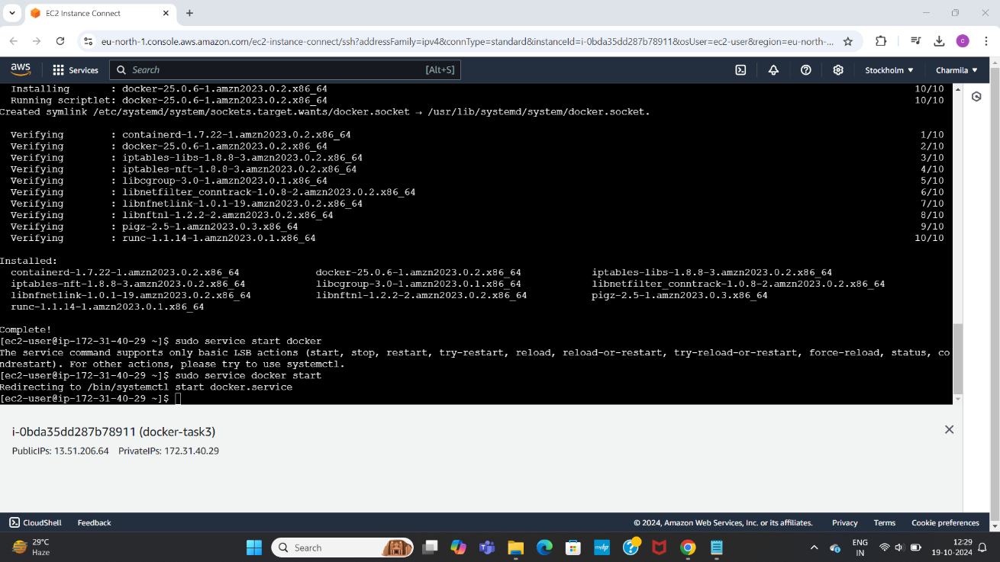 EC2 Instance Connect
eu-north-1.console.aws.amazon.com/ec2-instance-connect/ssh?addressFamily=ipv4&connType=standard&instanceId=i-0bda35dd287b78911&osUser=ec2-user&region=eu-north-...
C
aws
Services
Search
[Alt+S]
Stockholm
Charmila
Installing : docker-25.0.6-1.amzn2023.0.2.x86_64 10/10
Running scriptlet: docker-25.0.6-1.amzn2023.0.2.x86_64 10/10
Created symlink /etc/systemd/system/sockets.target.wants/docker.socket → /usr/lib/systemd/system/docker.socket.
Verifying : containerd-1.7.22-1.amzn2023.0.2.x86_64 1/10
Verifying : docker-25.0.6-1.amzn2023.0.2.x86_64 2/10
Verifying : iptables-libs-1.8.8-3.amzn2023.0.2.x86_64 3/10
Verifying : iptables-nft-1.8.8-3.amzn2023.0.2.x86_64 4/10
Verifying : libcgroup-3.0-1.amzn2023.0.1.x86_64 5/10
Verifying : libnetfilter_conntrack-1.0.8-2.amzn2023.0.2.x86_64 6/10
Verifying : libnfnetlink-1.0.1-19.amzn2023.0.2.x86_64 7/10
Verifying : libnftnl-1.2.2-2.amzn2023.0.2.x86_64 8/10
Verifying : pigz-2.5-1.amzn2023.0.3.x86_64 9/10
Verifying : runc-1.1.14-1.amzn2023.0.1.x86_64 10/10
Installed:
containerd-1.7.22-1.amzn2023.0.2.x86_64 docker-25.0.6-1.amzn2023.0.2.x86_64 iptables-libs-1.8.8-3.amzn2023.0.2.x86_64
iptables-nft-1.8.8-3.amzn2023.0.2.x86_64 libcgroup-3.0-1.amzn2023.0.1.x86_64 libnetfilter_conntrack-1.0.8-2.amzn2023.0.2.x86_64
libnfnetlink-1.0.1-19.amzn2023.0.2.x86_64 libnftnl-1.2.2-2.amzn2023.0.2.x86_64 pigz-2.5-1.amzn2023.0.3.x86_64
runc-1.1.14-1.amzn2023.0.1.x86_64
Complete!
[ec2-user@ip-172-31-40-29 ~]$ sudo service start docker
The service command supports only basic LSB actions (start, stop, restart, try-restart, reload, reload-or-restart, try-reload-or-restart, force-reload, status, co
ndrestart). For other actions, please try to use systemctl.
[ec2-user@ip-172-31-40-29 ~]$ sudo service docker start
Redirecting to /bin/systemctl start docker.service
[ec2-user@ip-172-31-40-29 ~]$
i-0bda35dd287b78911 (docker-task3)
PublicIPs: 13.51.206.64 PrivateIPs: 172.31.40.29
CloudShell
Feedback
© 2024, Amazon Web Services, Inc. or its affiliates.
Privacy
Terms
Cookie preferences
29°C
Haze
Search
myhp
ENG
IN
12:29
19-10-2024